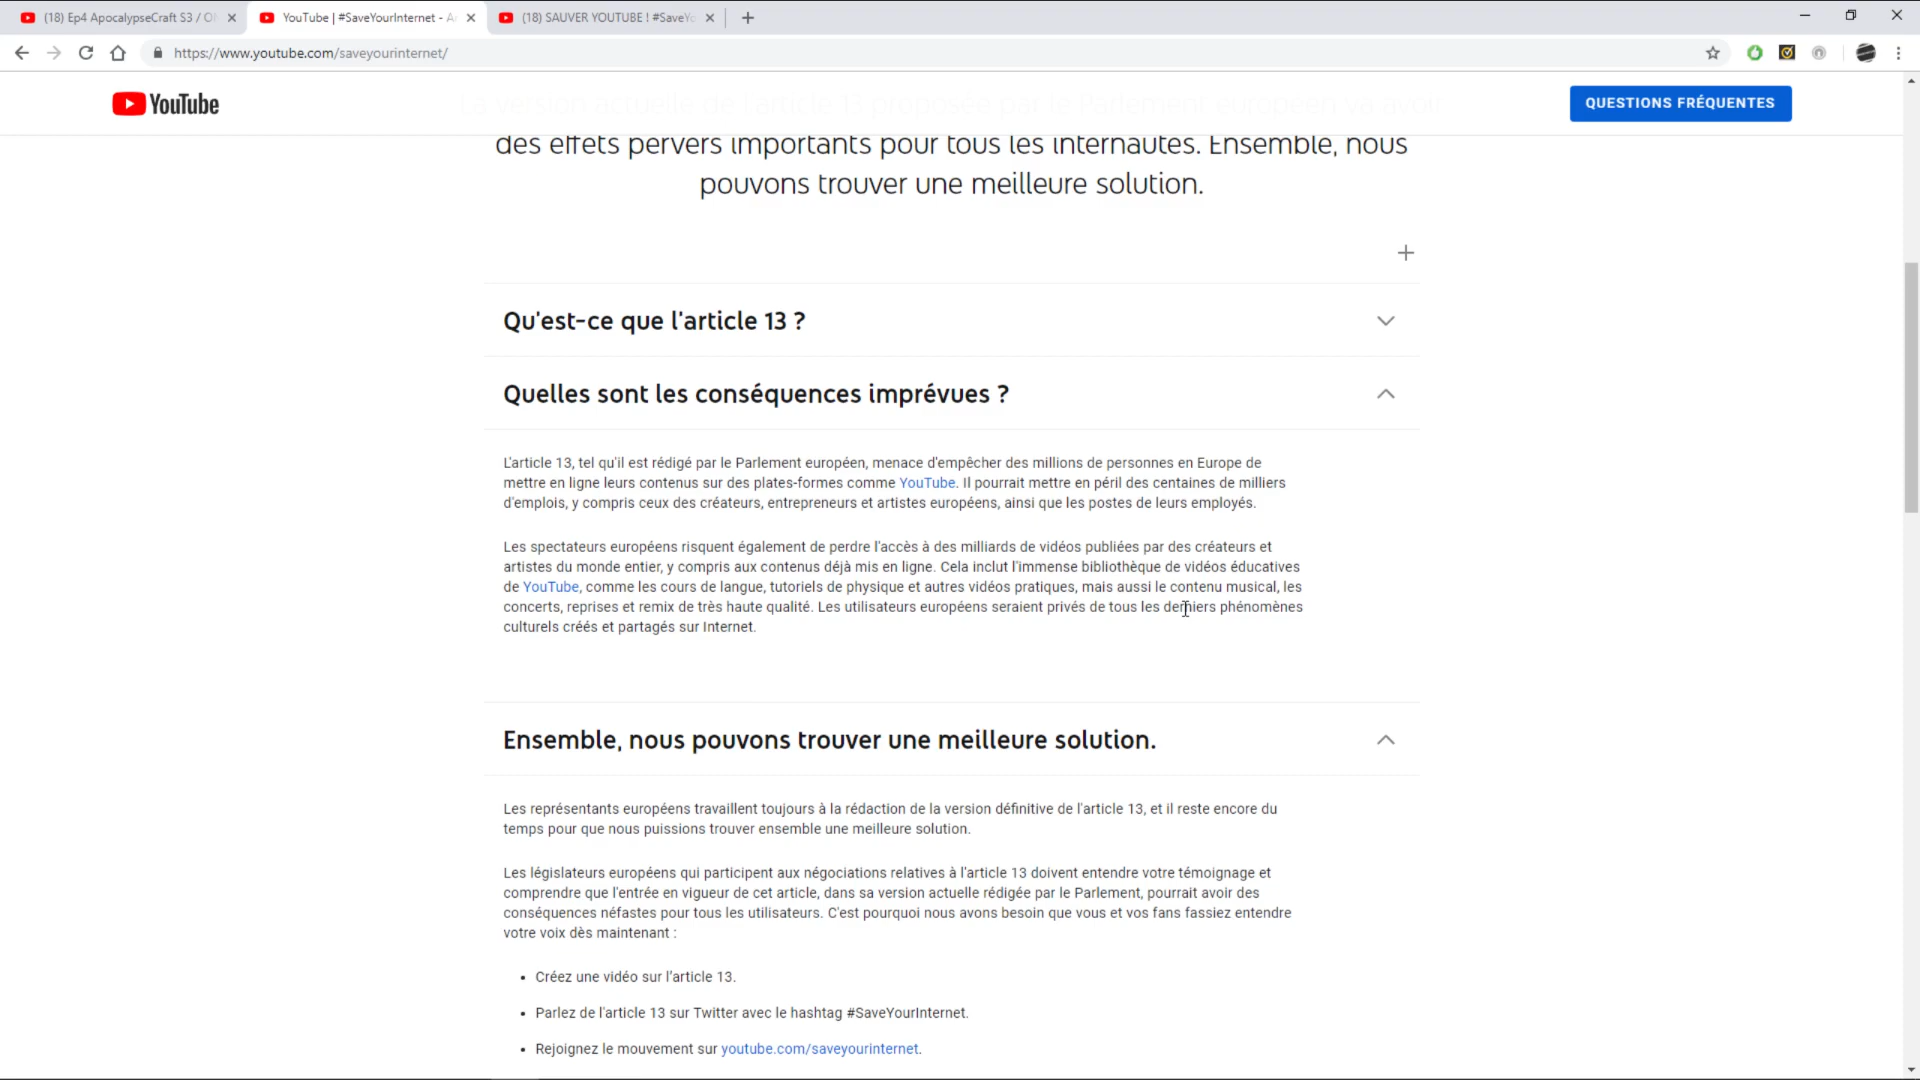 (18) Ep4 ApocalypseCraft S3 / O
YouTube | #SaveYourInternet - A
(18) SAUVER YOUTUBE ! #SaveYo
https://www.youtube.com/saveyourinternet/
YouTube
La version actuelle de l'article 13 proposée par le Parlement européen va avoir
QUESTIONS FRÉQUENTES
des effets pervers importants pour tous les internautes. Ensemble, nous
pouvons trouver une meilleure solution.
Qu'est-ce que l'article 13 ?
Quelles sont les conséquences imprévues ?
L'article 13, tel qu'il est rédigé par le Parlement européen, menace d'empêcher des millions de personnes en Europe de
mettre en ligne leurs contenus sur des plates-formes comme YouTube. Il pourrait mettre en péril des centaines de milliers
d'emplois, y compris ceux des créateurs, entrepreneurs et artistes européens, ainsi que les postes de leurs employés.
Les spectateurs européens risquent également de perdre l'accès à des milliards de vidéos publiées par des créateurs et
artistes du monde entier, y compris aux contenus déjà mis en ligne. Cela inclut l'immense bibliothèque de vidéos éducatives
de YouTube, comme les cours de langue, tutoriels de physique et autres vidéos pratiques, mais aussi le contenu musical, les
concerts, reprises et remix de très haute qualité. Les utilisateurs européens seraient privés de tous les derniers phénomènes
culturels créés et partagés sur Internet.
Ensemble, nous pouvons trouver une meilleure solution.
Les représentants européens travaillent toujours à la rédaction de la version définitive de l'article 13, et il reste encore du
temps pour que nous puissions trouver ensemble une meilleure solution.
Les législateurs européens qui participent aux négociations relatives à l'article 13 doivent entendre votre témoignage et
comprendre que l'entrée en vigueur de cet article, dans sa version actuelle rédigée par le Parlement, pourrait avoir des
conséquences néfastes pour tous les utilisateurs. C'est pourquoi nous avons besoin que vous et vos fans fassiez entendre
votre voix dès maintenant :
• Créez une vidéo sur l'article 13.
• Parlez de l'article 13 sur Twitter avec le hashtag #SaveYourInternet.
• Rejoignez le mouvement sur youtube.com/saveyourinternet.